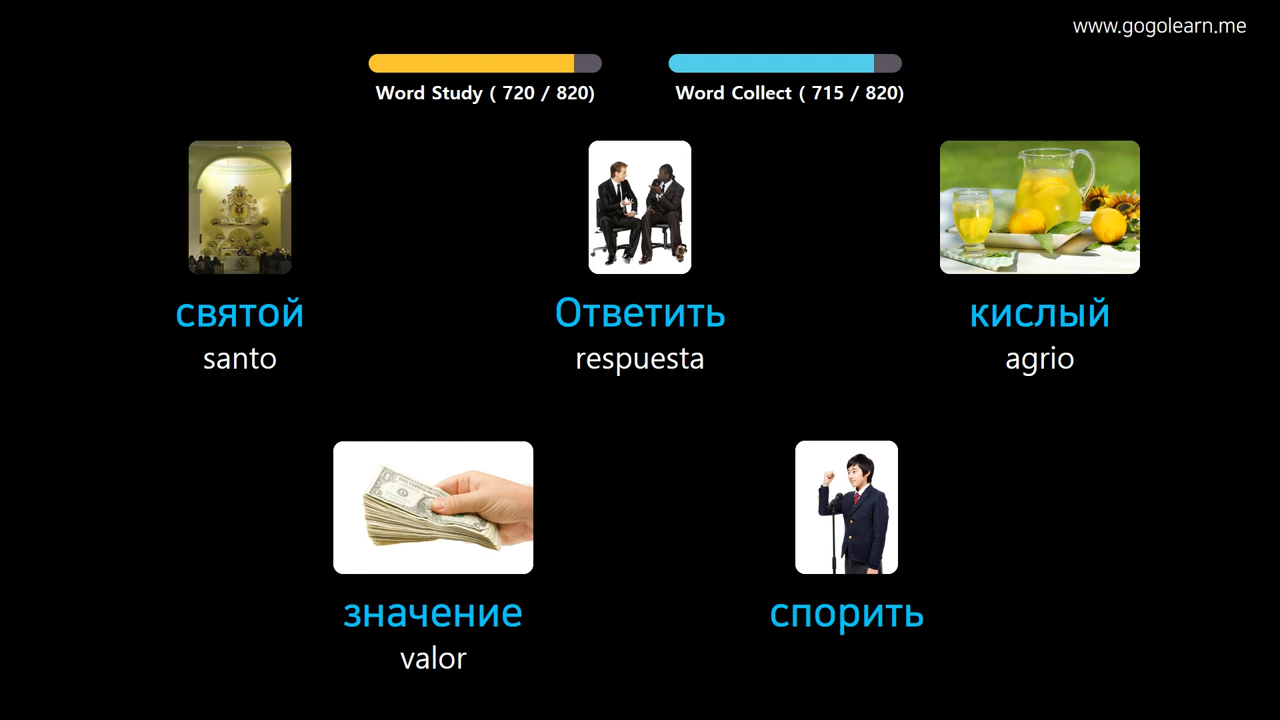 www.gogolearn.me
Word Study ( 720 / 820)
Word Collect ( 715 / 820)
святой
santo
Ответить
respuesta
кислый
agrio
значение
valor
спорить